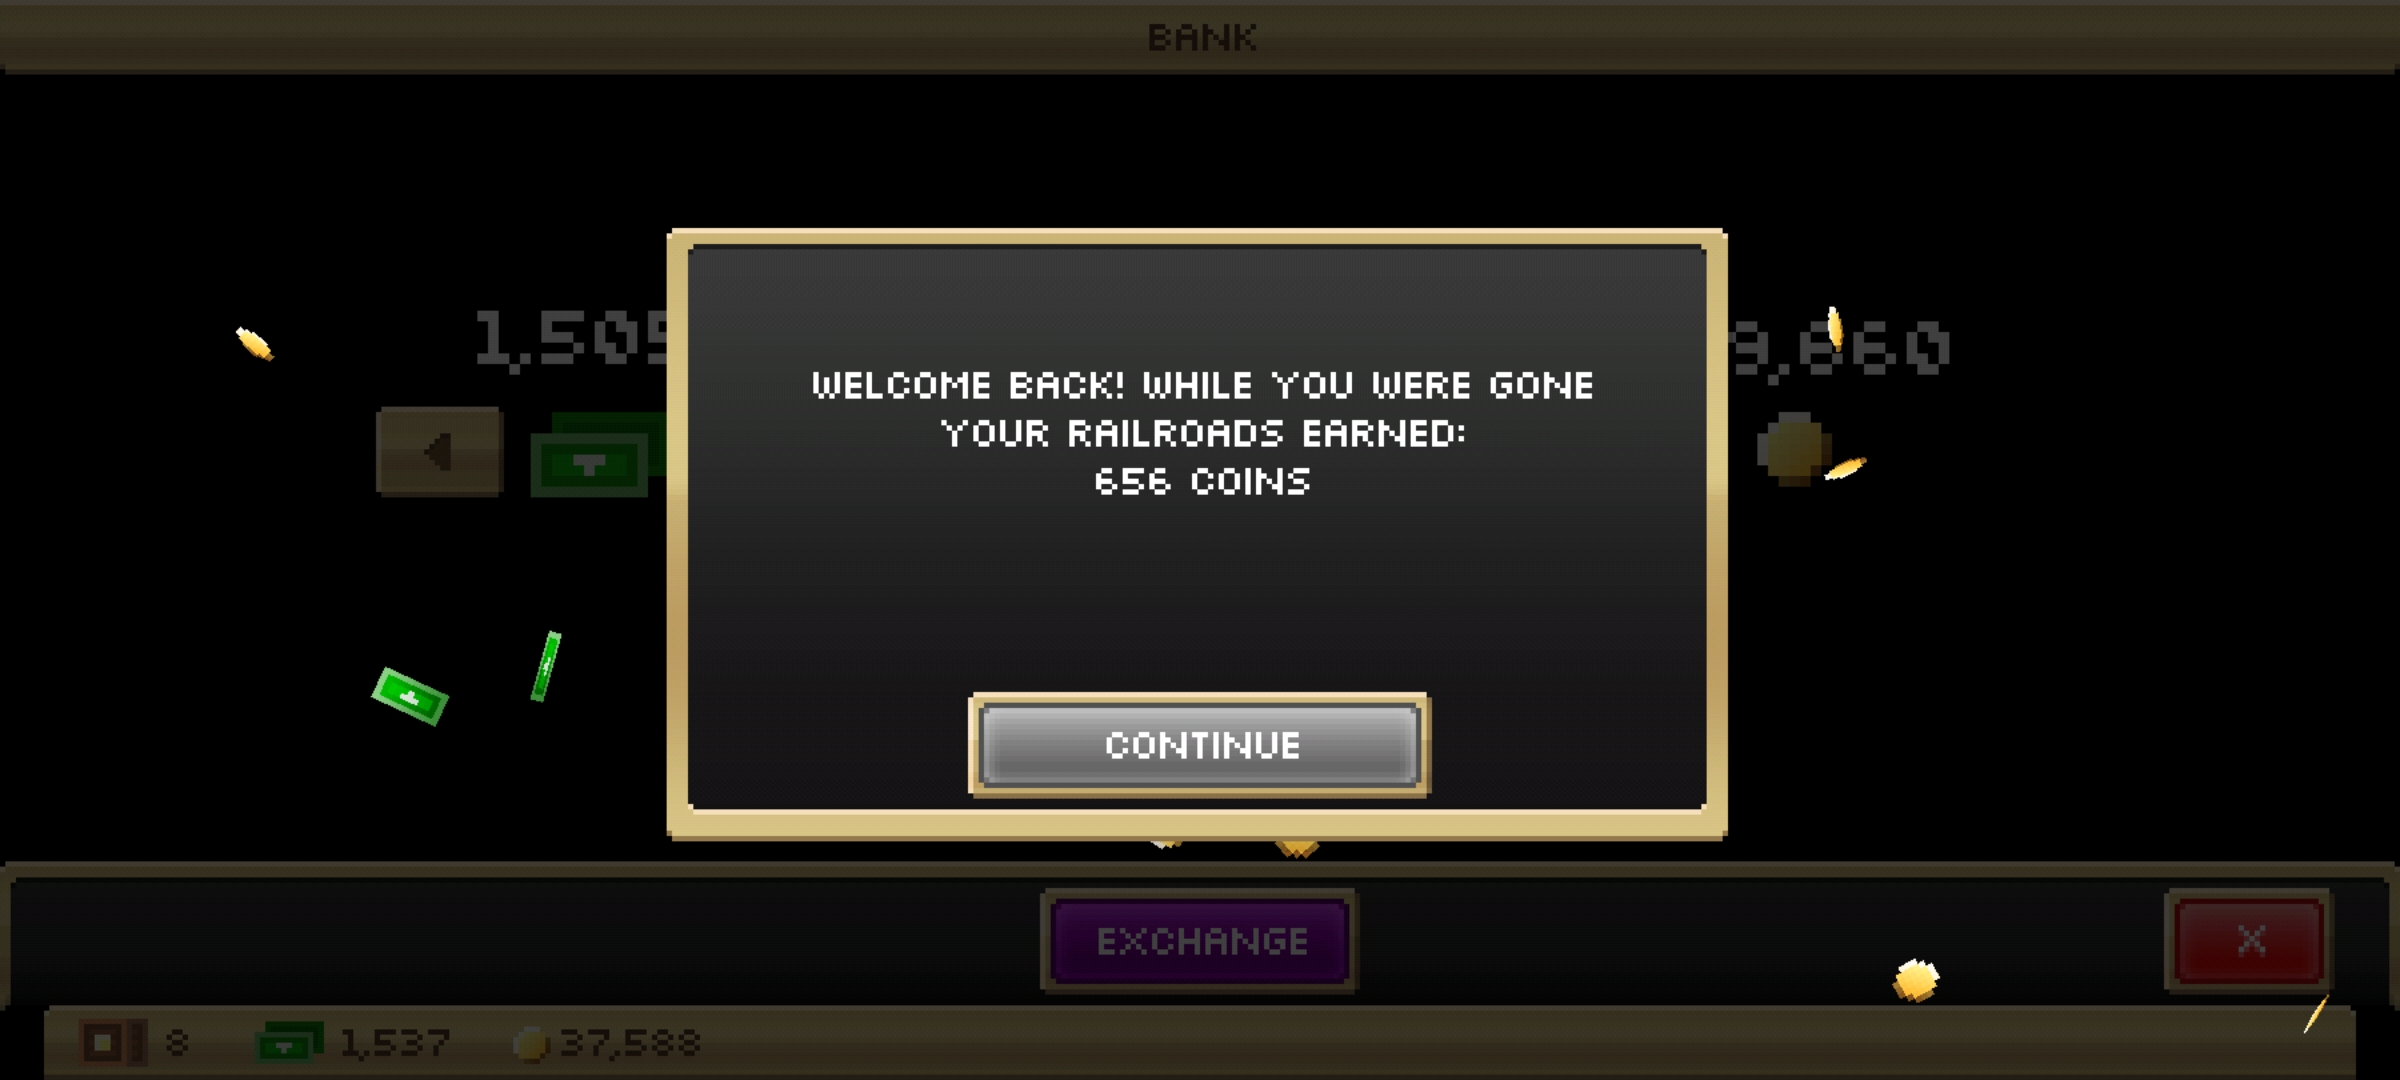 BANK
1,505
9,660
WELCOME BACK! WHILE YOU WERE GONE
YOUR RAILROADS EARNED:
656 COINS
CONTINUE
EXCHANGE
X
8
1,537
37,588